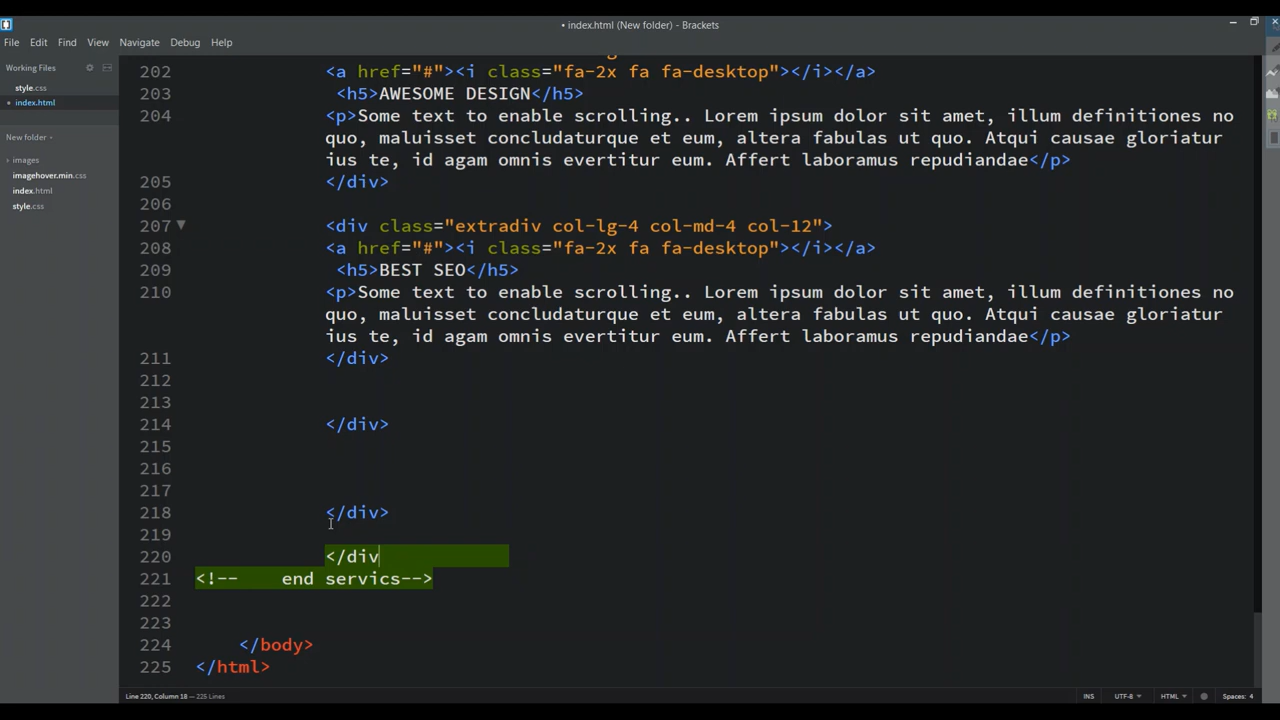 • index.html (New folder) - Brackets
File Edit Find View Navigate Debug Help
Working Files
style.css
• index.html
New folder
images
imagehover.min.css
index.html
style.css
202 <a href="#"><i class="fa-2x fa fa-desktop"></i></a>
203 <h5>AWESOME DESIGN</h5>
204 <p>Some text to enable scrolling.. Lorem ipsum dolor sit amet, illum definitiones no
quo, maluisset concludaturque et eum, altera fabulas ut quo. Atqui causae gloriatur
ius te, id agam omnis evertitur eum. Affert laboramus repudiandae</p>
205 </div>
206
207 <div class="extradiv col-lg-4 col-md-4 col-12">
208 <a href="#"><i class="fa-2x fa fa-desktop"></i></a>
209 <h5>BEST SEO</h5>
210 <p>Some text to enable scrolling.. Lorem ipsum dolor sit amet, illum definitiones no
quo, maluisset concludaturque et eum, altera fabulas ut quo. Atqui causae gloriatur
ius te, id agam omnis evertitur eum. Affert laboramus repudiandae</p>
211 </div>
212
213
214 </div>
215
216
217
218 </div>
219
220 </div
221 <!--    end servics-->
222
223
224 </body>
225 </html>
Line 220, Column 18 — 225 Lines
INS UTF-8 HTML Spaces: 4